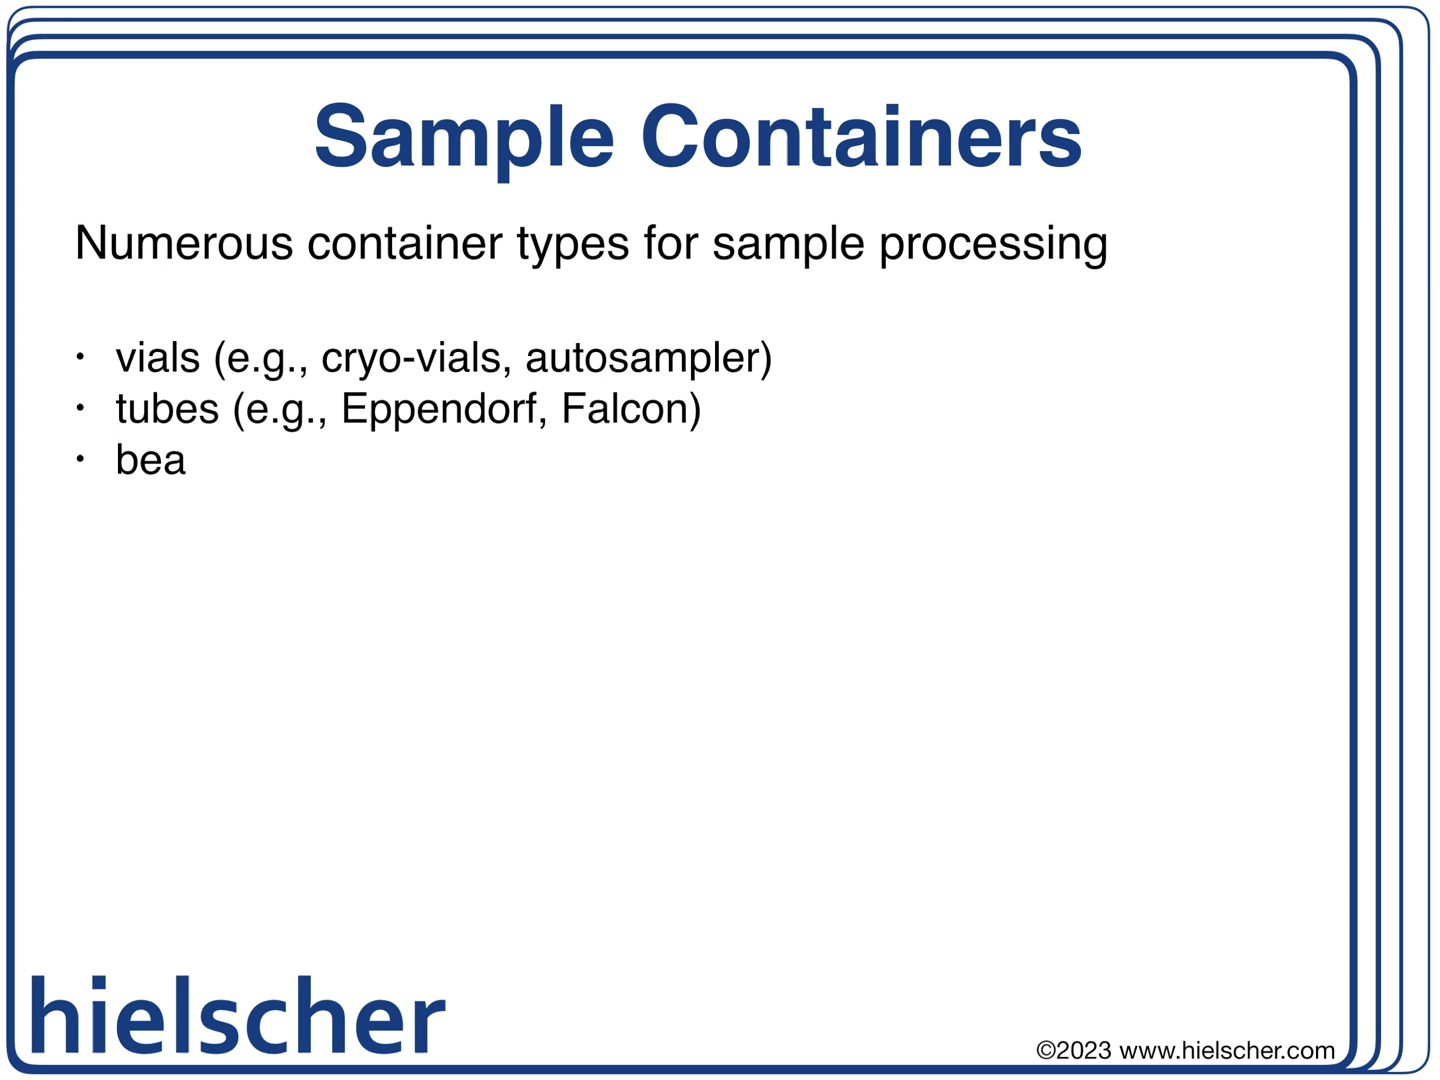 Sample Containers
Numerous container types for sample processing
• vials (e.g., cryo-vials, autosampler)
• tubes (e.g., Eppendorf, Falcon)
• bea
hielscher
©2023 www.hielscher.com